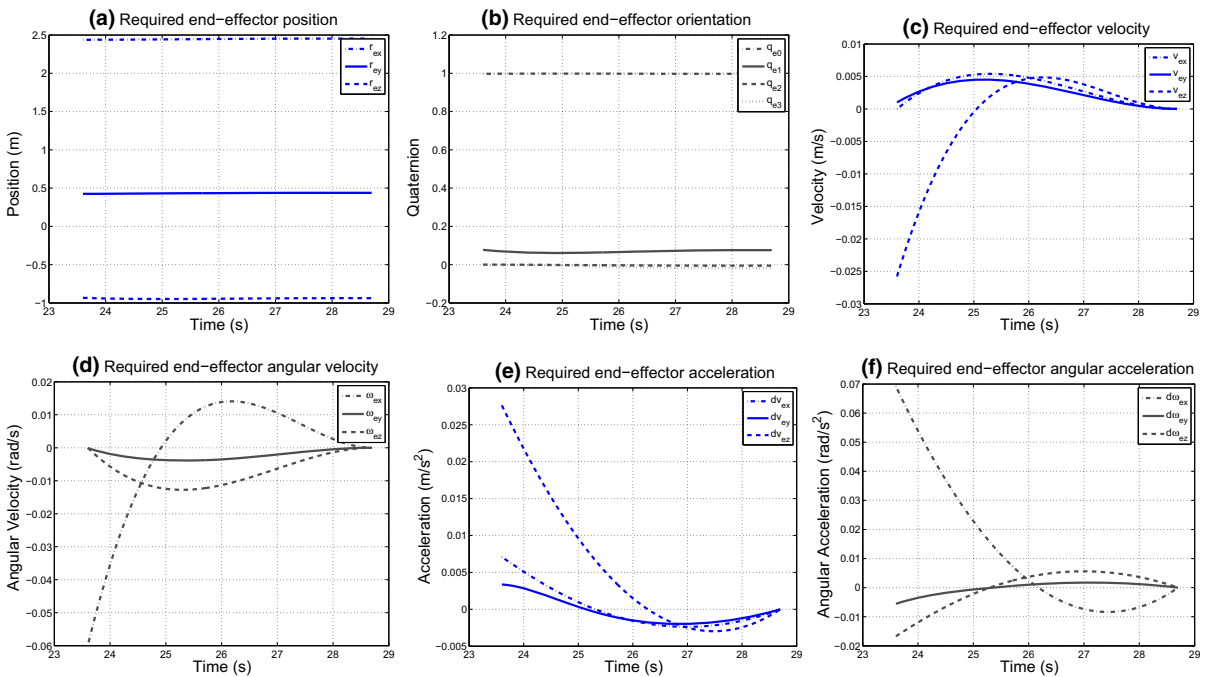 (a) Required end−effector position
2.5
2
1.5
1
0.5
0
−0.5
−1
23 24 25 26 27 28 29
Position (m)
Time (s)
r_ex
r_ey
r_ez
(b) Required end−effector orientation
1.2
1
0.8
0.6
0.4
0.2
0
−0.2
23 24 25 26 27 28 29
Quaternion
Time (s)
q_e0
q_e1
q_e2
q_e3
(c) Required end−effector velocity
0.01
0.005
0
−0.005
−0.01
−0.015
−0.02
−0.025
−0.03
23 24 25 26 27 28 29
Velocity (m/s)
Time (s)
v_ex
v_ey
v_ez
(d) Required end−effector angular velocity
0.02
0.01
0
−0.01
−0.02
−0.03
−0.04
−0.05
−0.06
23 24 25 26 27 28 29
Angular Velocity (rad/s)
Time (s)
ω_ex
ω_ey
ω_ez
(e) Required end−effector acceleration
0.03
0.025
0.02
0.015
0.01
0.005
0
−0.005
23 24 25 26 27 28 29
Acceleration (m/s²)
Time (s)
dv_ex
dv_ey
dv_ez
(f) Required end−effector angular acceleration
0.07
0.06
0.05
0.04
0.03
0.02
0.01
0
−0.01
−0.02
23 24 25 26 27 28 29
Angular Acceleration (rad/s²)
Time (s)
dω_ex
dω_ey
dω_ez